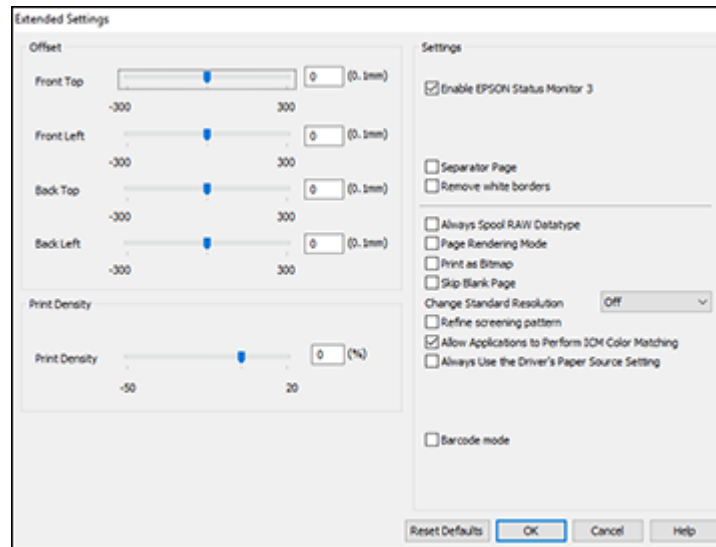 Extended Settings
Offset
Front Top
0
(0.1mm)
-300
300
Front Left
0
(0.1mm)
-300
300
Back Top
0
(0.1mm)
-300
300
Back Left
0
(0.1mm)
-300
300
Print Density
Print Density
0
(%)
-50
20
Settings
Enable EPSON Status Monitor 3
Separator Page
Remove white borders
Always Spool RAW Datatype
Page Rendering Mode
Print as Bitmap
Skip Blank Page
Change Standard Resolution
Off
Refine screening pattern
Allow Applications to Perform ICM Color Matching
Always Use the Driver's Paper Source Setting
Barcode mode
Reset Defaults
OK
Cancel
Help